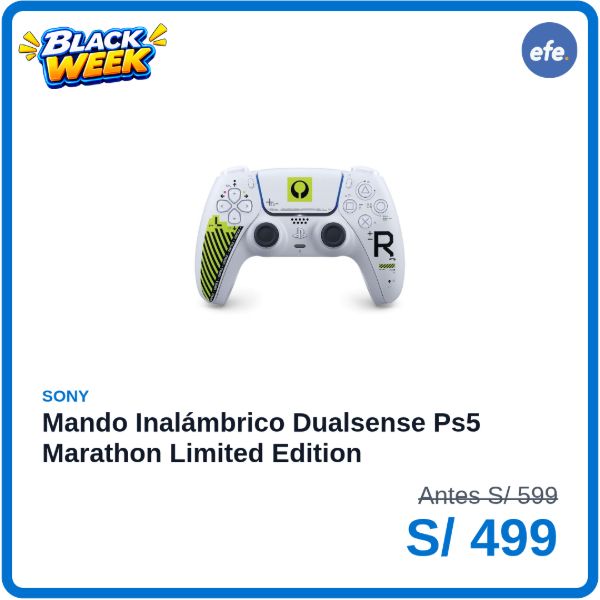 BLACK
WEEK
efe.
L
R
SONY
Mando Inalámbrico Dualsense Ps5
Marathon Limited Edition
Antes S/ 599
S/ 499